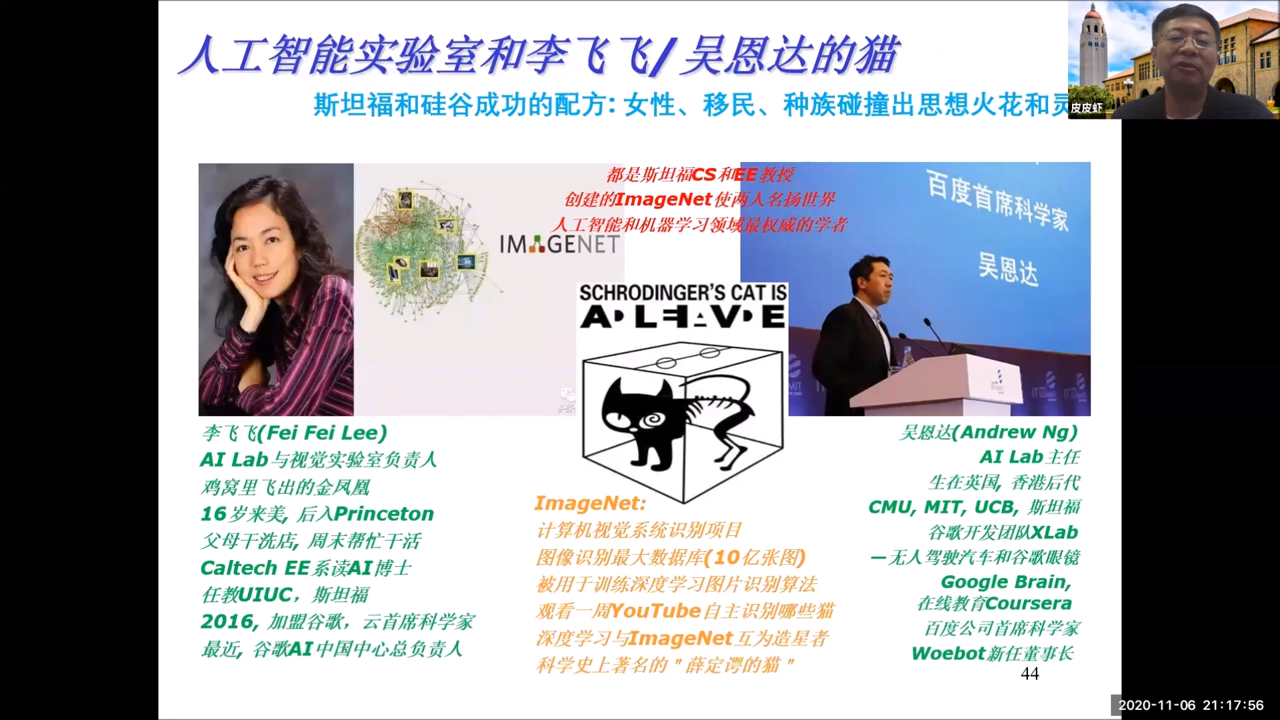 人工智能实验室和李飞飞/吴恩达的猫
斯坦福和硅谷成功的配方: 女性、移民、种族碰撞出思想火花和灵
皮皮虾
都是斯坦福CS和EE教授
创建的ImageNet使两人名扬世界
人工智能和机器学习领域最权威的学者
IMAGENET
百度首席科学家
吴恩达
SCHRODINGER'S CAT IS
李飞飞(Fei Fei Lee)
AI Lab与视觉实验室负责人
鸡窝里飞出的金凤凰
16岁来美, 后入Princeton
父母干洗店, 周末帮忙干活
Caltech EE系读AI博士
任教UIUC，斯坦福
2016, 加盟谷歌，云首席科学家
最近, 谷歌AI中国中心总负责人
ImageNet:
计算机视觉系统识别项目
图像识别最大数据库(10亿张图)
被用于训练深度学习图片识别算法
观看一周YouTube自主识别哪些猫
深度学习与ImageNet互为造星者
科学史上著名的"薛定谔的猫"
吴恩达(Andrew Ng)
AI Lab主任
生在英国, 香港后代
CMU, MIT, UCB, 斯坦福
谷歌开发团队XLab
—无人驾驶汽车和谷歌眼镜
Google Brain,
在线教育Coursera
百度公司首席科学家
Woebot新任董事长
44
2020-11-06 21:17:56